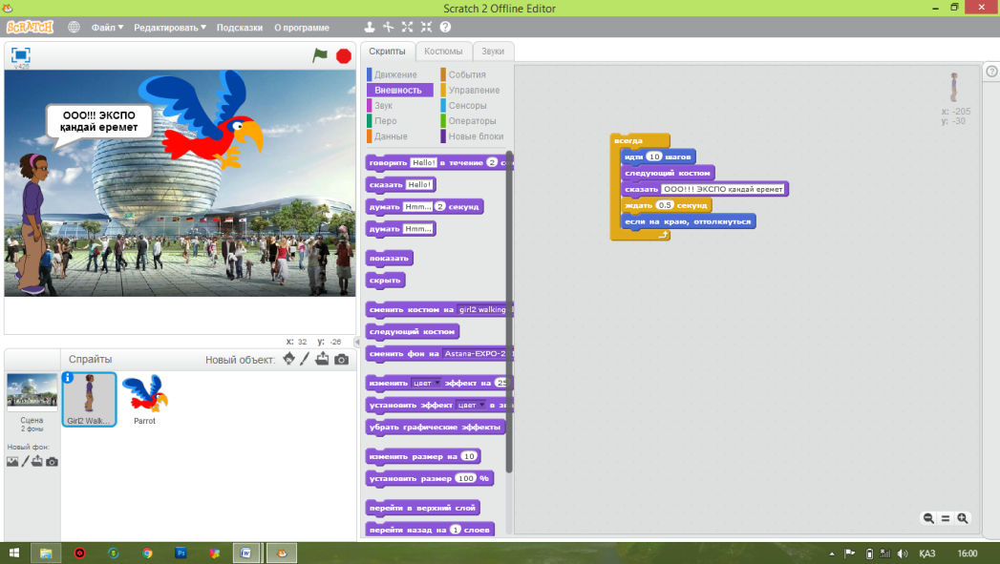 Scratch 2 Offline Editor
SCRATCH
Файл
Редактировать
Подсказки
О программе
v426
ООО!!! ЭКСПО
қандай еремет
x: 32 y: -26
Спрайты
Новый объект:
Сцена
2 фоны
Новый фон:
Girl2 Walk...
Parrot
Скрипты
Костюмы
Звуки
Движение
События
Внешность
Управление
Звук
Сенсоры
Перо
Операторы
Данные
Новые блоки
говорить Hello! в течение 2 се
сказать Hello!
думать Hmm... 2 секунд
думать Hmm...
показать
скрыть
сменить костюм на girl2 walking
следующий костюм
сменить фон на Astana-EXPO-20
изменить цвет эффект на 25
установить эффект цвет в зн
убрать графические эффекты
изменить размер на 10
установить размер 100 %
перейти в верхний слой
перейти назад на 1 слоев
всегда
идти 10 шагов
следующий костюм
сказать ООО!!! ЭКСПО қандай еремет
ждать 0.5 секунд
если на краю, оттолкнуться
x: -205
y: -30
ҚАЗ
16:00